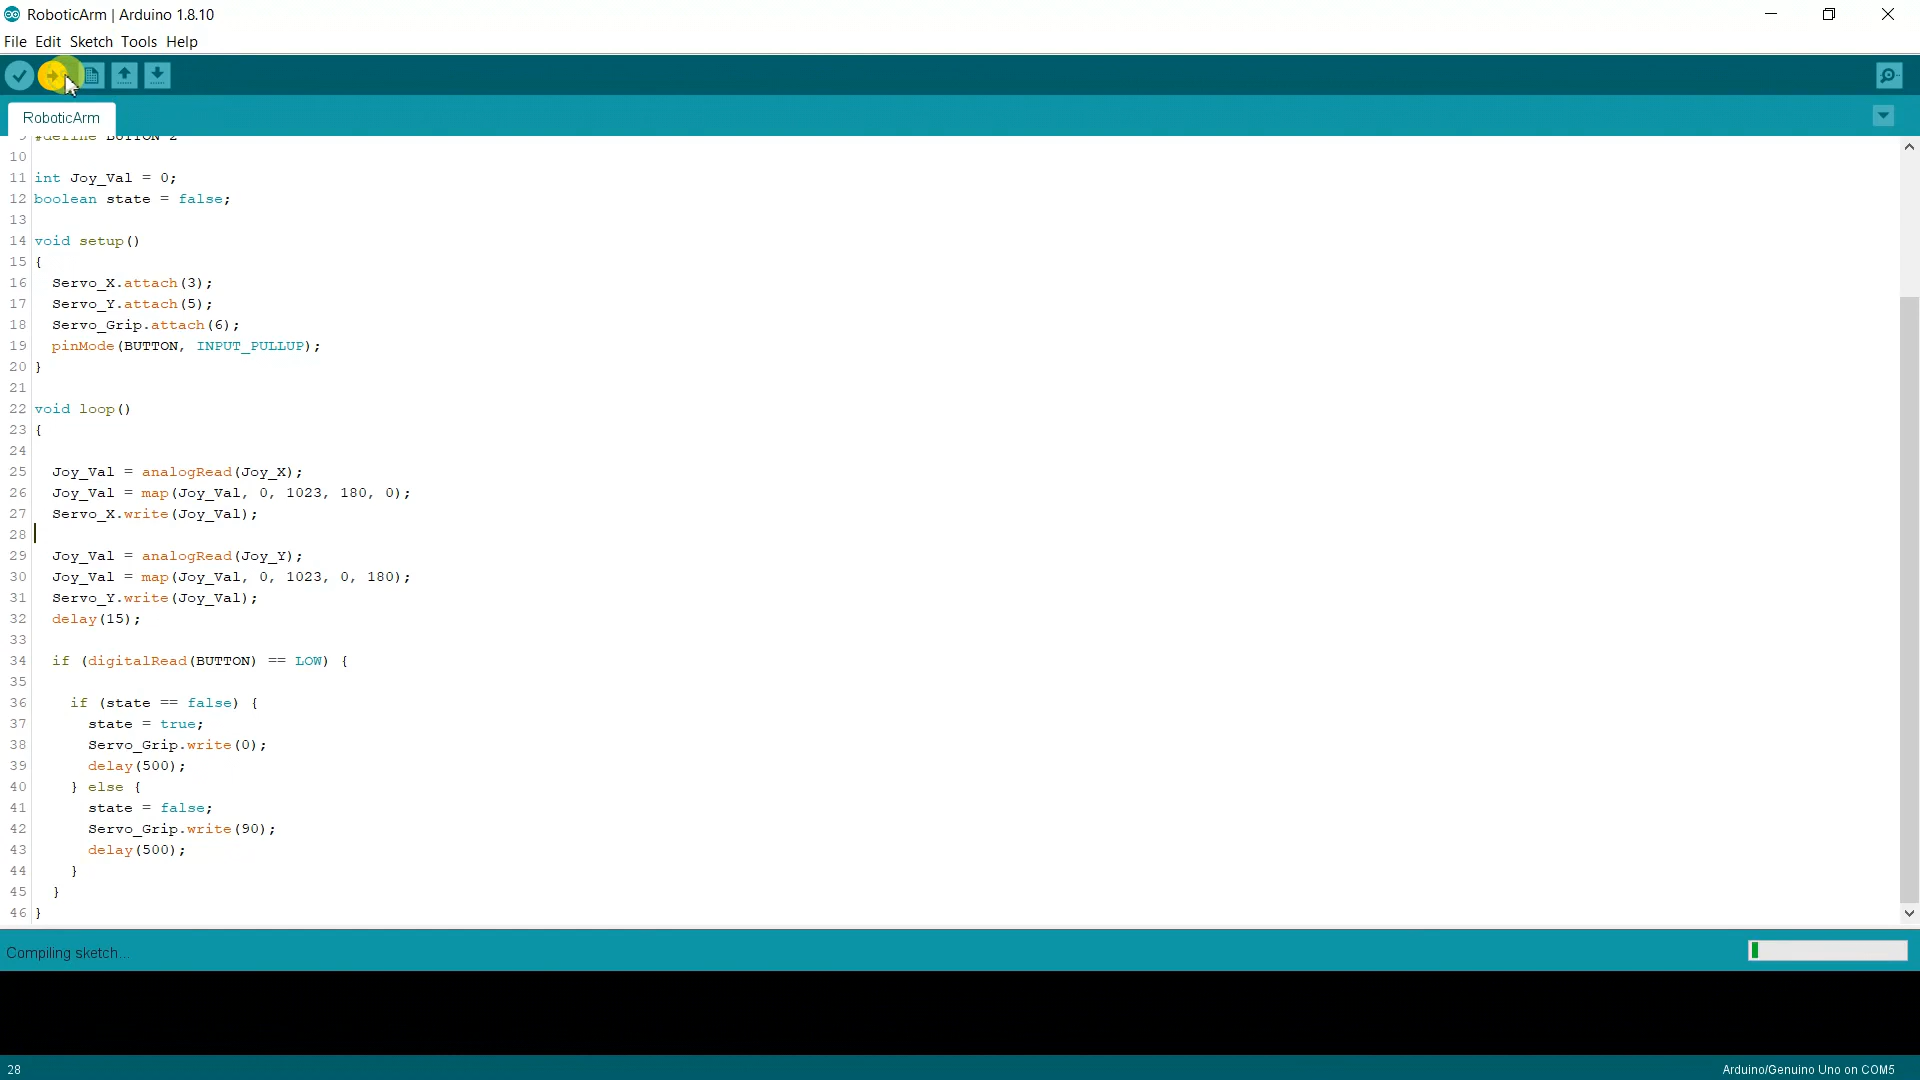 RoboticArm | Arduino 1.8.10
File Edit Sketch Tools Help
RoboticArm
9 #define BUTTON 2
10
11 int Joy_Val = 0;
12 boolean state = false;
13
14 void setup()
15 {
16   Servo_X.attach(3);
17   Servo_Y.attach(5);
18   Servo_Grip.attach(6);
19   pinMode(BUTTON, INPUT_PULLUP);
20 }
21
22 void loop()
23 {
24
25   Joy_Val = analogRead(Joy_X);
26   Joy_Val = map(Joy_Val, 0, 1023, 180, 0);
27   Servo_X.write(Joy_Val);
28
29   Joy_Val = analogRead(Joy_Y);
30   Joy_Val = map(Joy_Val, 0, 1023, 0, 180);
31   Servo_Y.write(Joy_Val);
32   delay(15);
33
34   if (digitalRead(BUTTON) == LOW) {
35
36     if (state == false) {
37       state = true;
38       Servo_Grip.write(0);
39       delay(500);
40     } else {
41       state = false;
42       Servo_Grip.write(90);
43       delay(500);
44     }
45   }
46 }
Compiling sketch...
28
Arduino/Genuino Uno on COM5